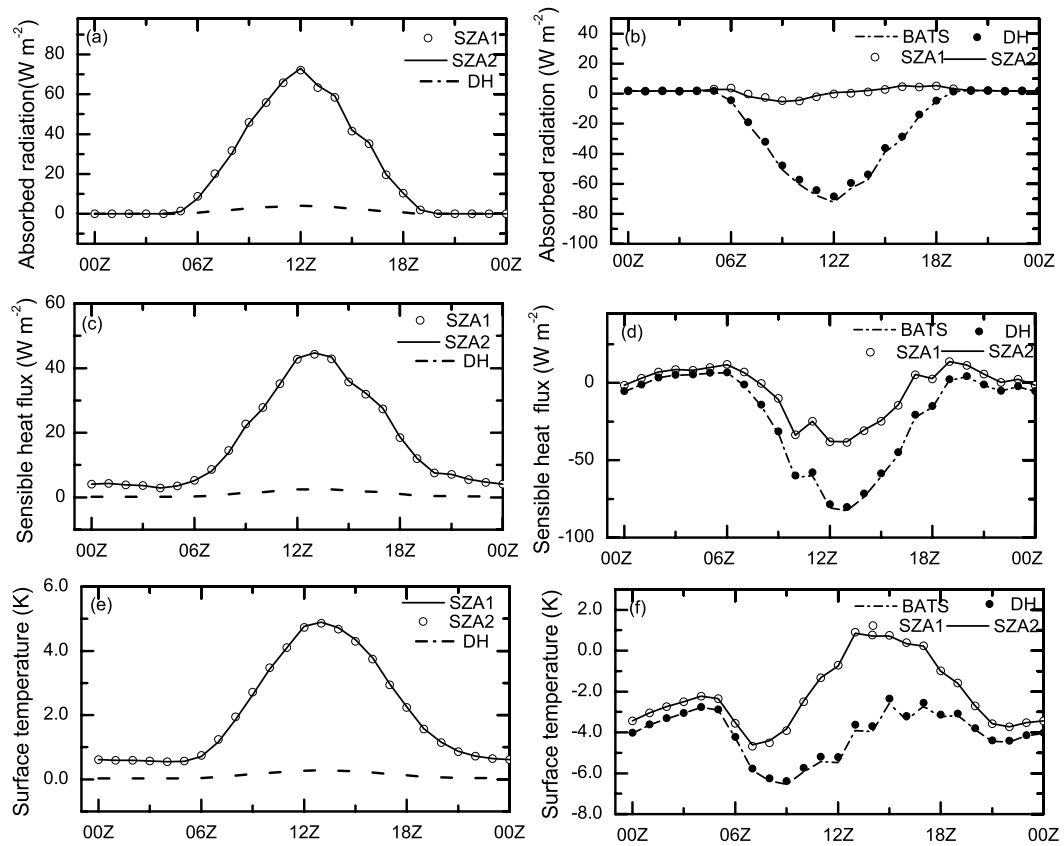 (a)
SZA1
SZA2
DH
Absorbed radiation(W m-2)
80
60
40
20
0
00Z 06Z 12Z 18Z 00Z
(b)
BATS DH
SZA1 SZA2
Absorbed radiation (W m-2)
40
20
0
-20
-40
-60
-80
-100
00Z 06Z 12Z 18Z 00Z
(c)
SZA1
SZA2
DH
Sensible heat flux (W m-2)
60
40
20
0
00Z 06Z 12Z 18Z 00Z
(d)
BATS DH
SZA1 SZA2
Sensible heat flux (W m-2)
0
-50
-100
00Z 06Z 12Z 18Z 00Z
(e)
SZA1
SZA2
DH
Surface temperature (K)
6.0
4.0
2.0
0.0
00Z 06Z 12Z 18Z 00Z
(f)
BATS DH
SZA1 SZA2
Surface temperature (K)
2.0
0.0
-2.0
-4.0
-6.0
-8.0
00Z 06Z 12Z 18Z 00Z